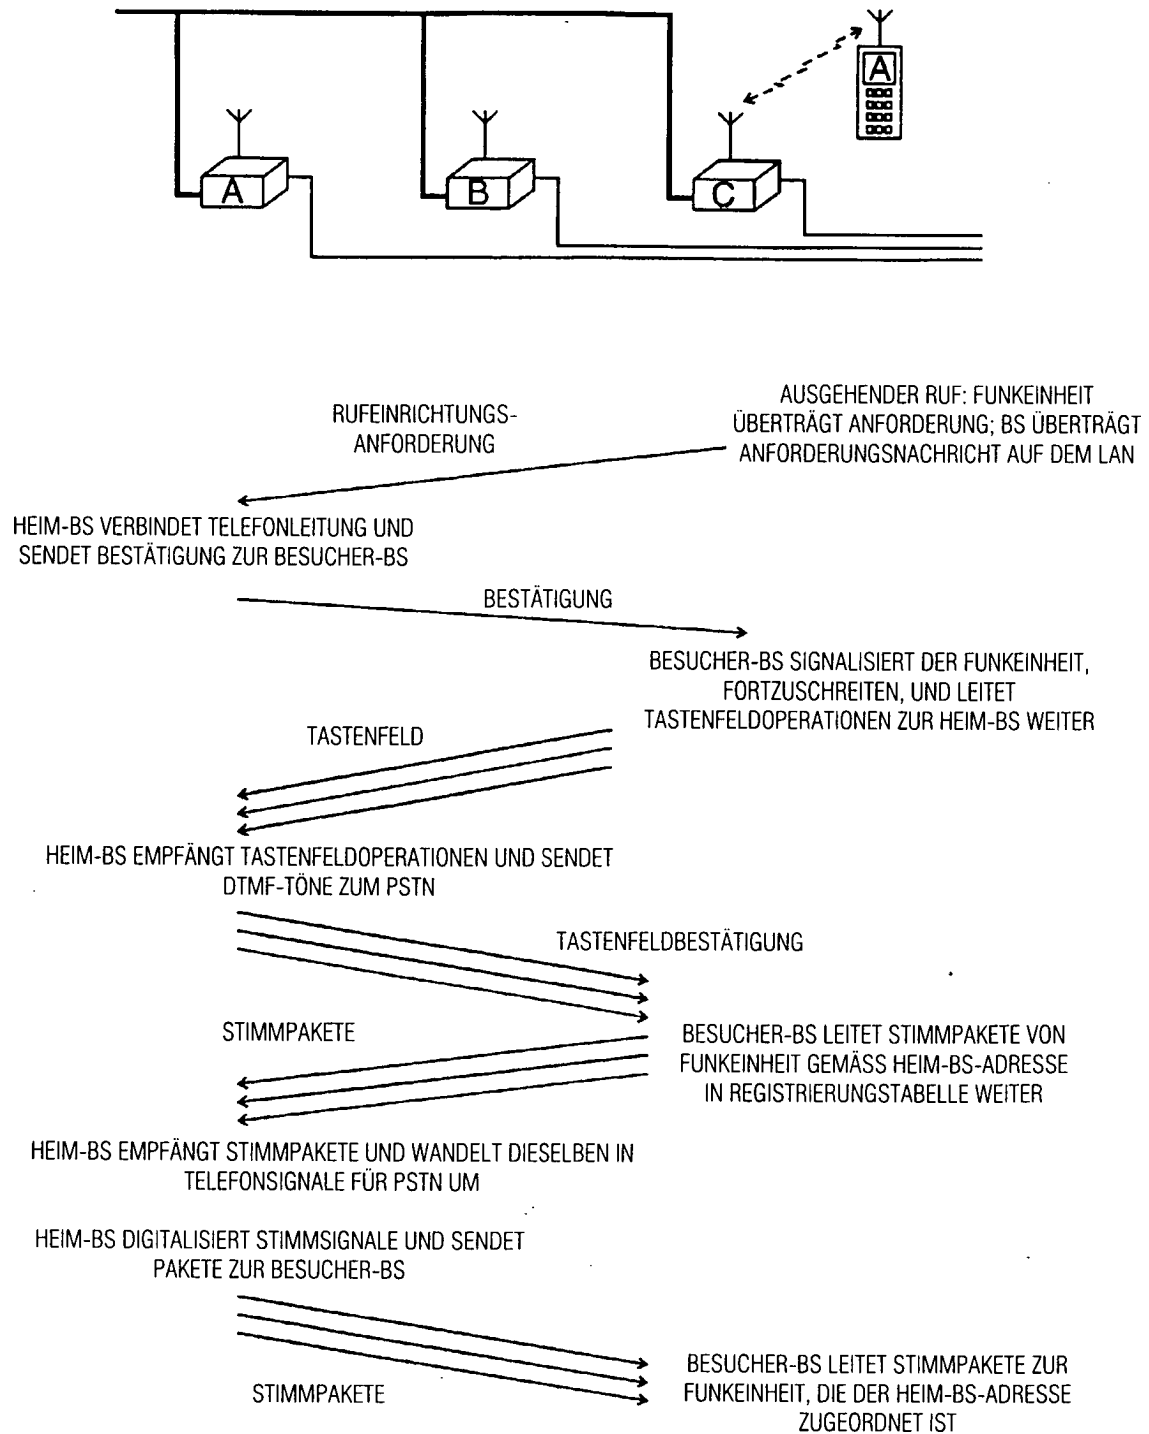 A
A
B
C
AUSGEHENDER RUF: FUNKEINHEIT
ÜBERTRÄGT ANFORDERUNG; BS ÜBERTRÄGT
ANFORDERUNGSNACHRICHT AUF DEM LAN
RUFEINRICHTUNGS-
ANFORDERUNG
HEIM-BS VERBINDET TELEFONLEITUNG UND
SENDET BESTÄTIGUNG ZUR BESUCHER-BS
BESTÄTIGUNG
BESUCHER-BS SIGNALISIERT DER FUNKEINHEIT,
FORTZUSCHREITEN, UND LEITET
TASTENFELDOPERATIONEN ZUR HEIM-BS WEITER
TASTENFELD
HEIM-BS EMPFÄNGT TASTENFELDOPERATIONEN UND SENDET
DTMF-TÖNE ZUM PSTN
TASTENFELDBESTÄTIGUNG
STIMMPAKETE
BESUCHER-BS LEITET STIMMPAKETE VON
FUNKEINHEIT GEMÄSS HEIM-BS-ADRESSE
IN REGISTRIERUNGSTABELLE WEITER
HEIM-BS EMPFÄNGT STIMMPAKETE UND WANDELT DIESELBEN IN
TELEFONSIGNALE FÜR PSTN UM
HEIM-BS DIGITALISIERT STIMMSIGNALE UND SENDET
PAKETE ZUR BESUCHER-BS
STIMMPAKETE
BESUCHER-BS LEITET STIMMPAKETE ZUR
FUNKEINHEIT, DIE DER HEIM-BS-ADRESSE
ZUGEORDNET IST